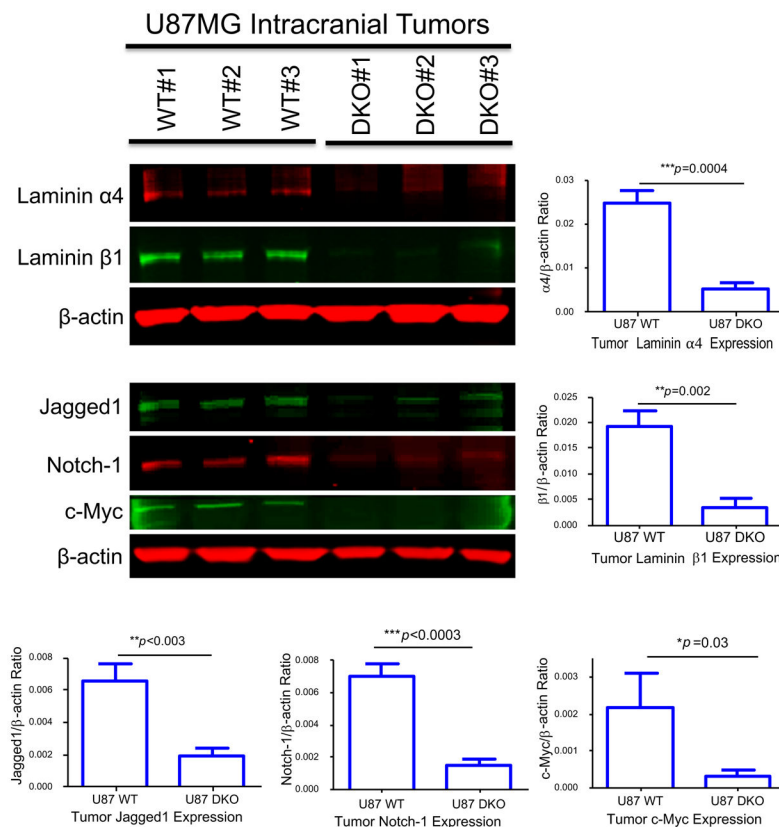 U87MG Intracranial Tumors
WT#1
WT#2
WT#3
DKO#1
DKO#2
DKO#3
Laminin α4
Laminin β1
β-actin
Jagged1
Notch-1
c-Myc
β-actin
***p=0.0004
α4/β-actin Ratio
0.03
0.02
0.01
0.00
U87 WT U87 DKO
Tumor Laminin α4 Expression
**p=0.002
β1/β-actin Ratio
0.025
0.020
0.015
0.010
0.005
0.000
U87 WT U87 DKO
Tumor Laminin β1 Expression
**p<0.003
Jagged1/β-actin Ratio
0.008
0.006
0.004
0.002
0.000
U87 WT U87 DKO
Tumor Jagged1 Expression
***p<0.0003
Notch-1/β-actin Ratio
0.008
0.006
0.004
0.002
0.000
U87 WT U87 DKO
Tumor Notch-1 Expression
*p=0.03
c-Myc/β-actin Ratio
0.003
0.002
0.001
0.000
U87 WT U87 DKO
Tumor c-Myc Expression